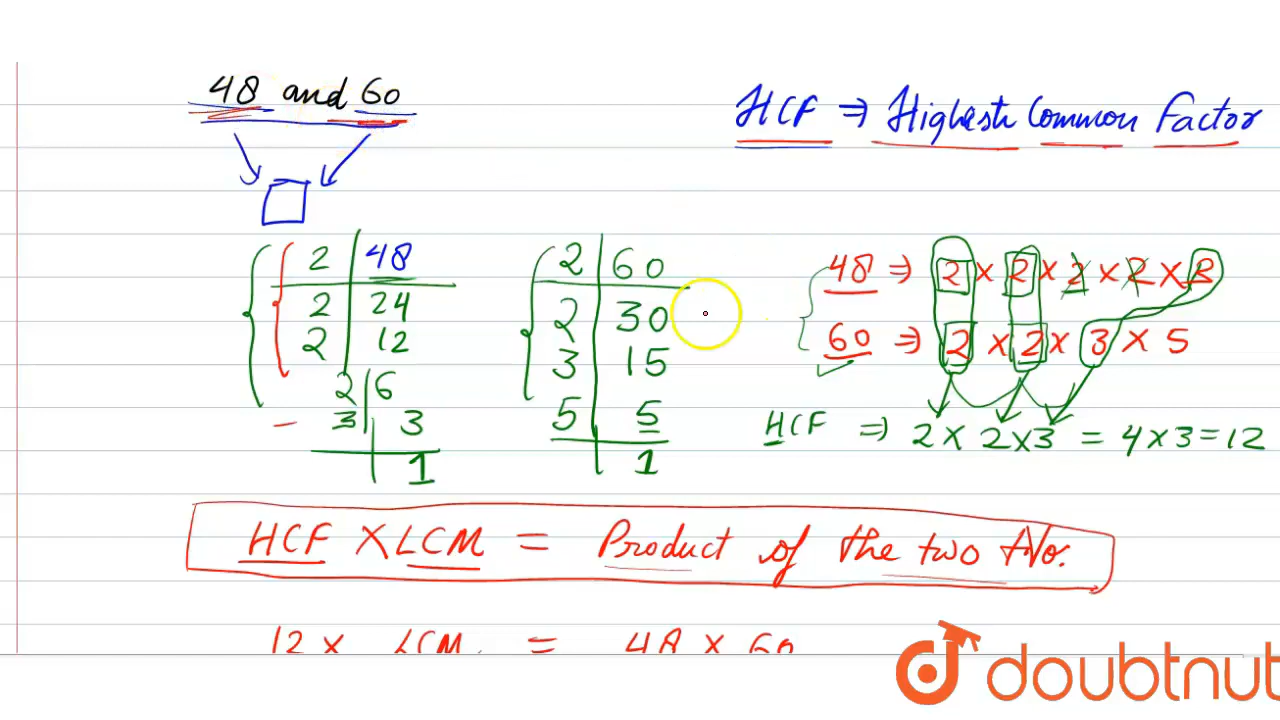 48 and 60
HCF ⇒ Highest Common Factor
2 | 48
2 | 24
2 | 12
2 | 6
3 | 3
1
2 | 60
2 | 30
3 | 15
5 | 5
1
48 ⇒ 2 × 2 × 2 × 2 × 3
60 ⇒ 2 × 2 × 3 × 5
HCF ⇒ 2 × 2 × 3 = 4 × 3 = 12
HCF × LCM = Product of the two No.
12 × LCM = 48 × 60
doubtnut